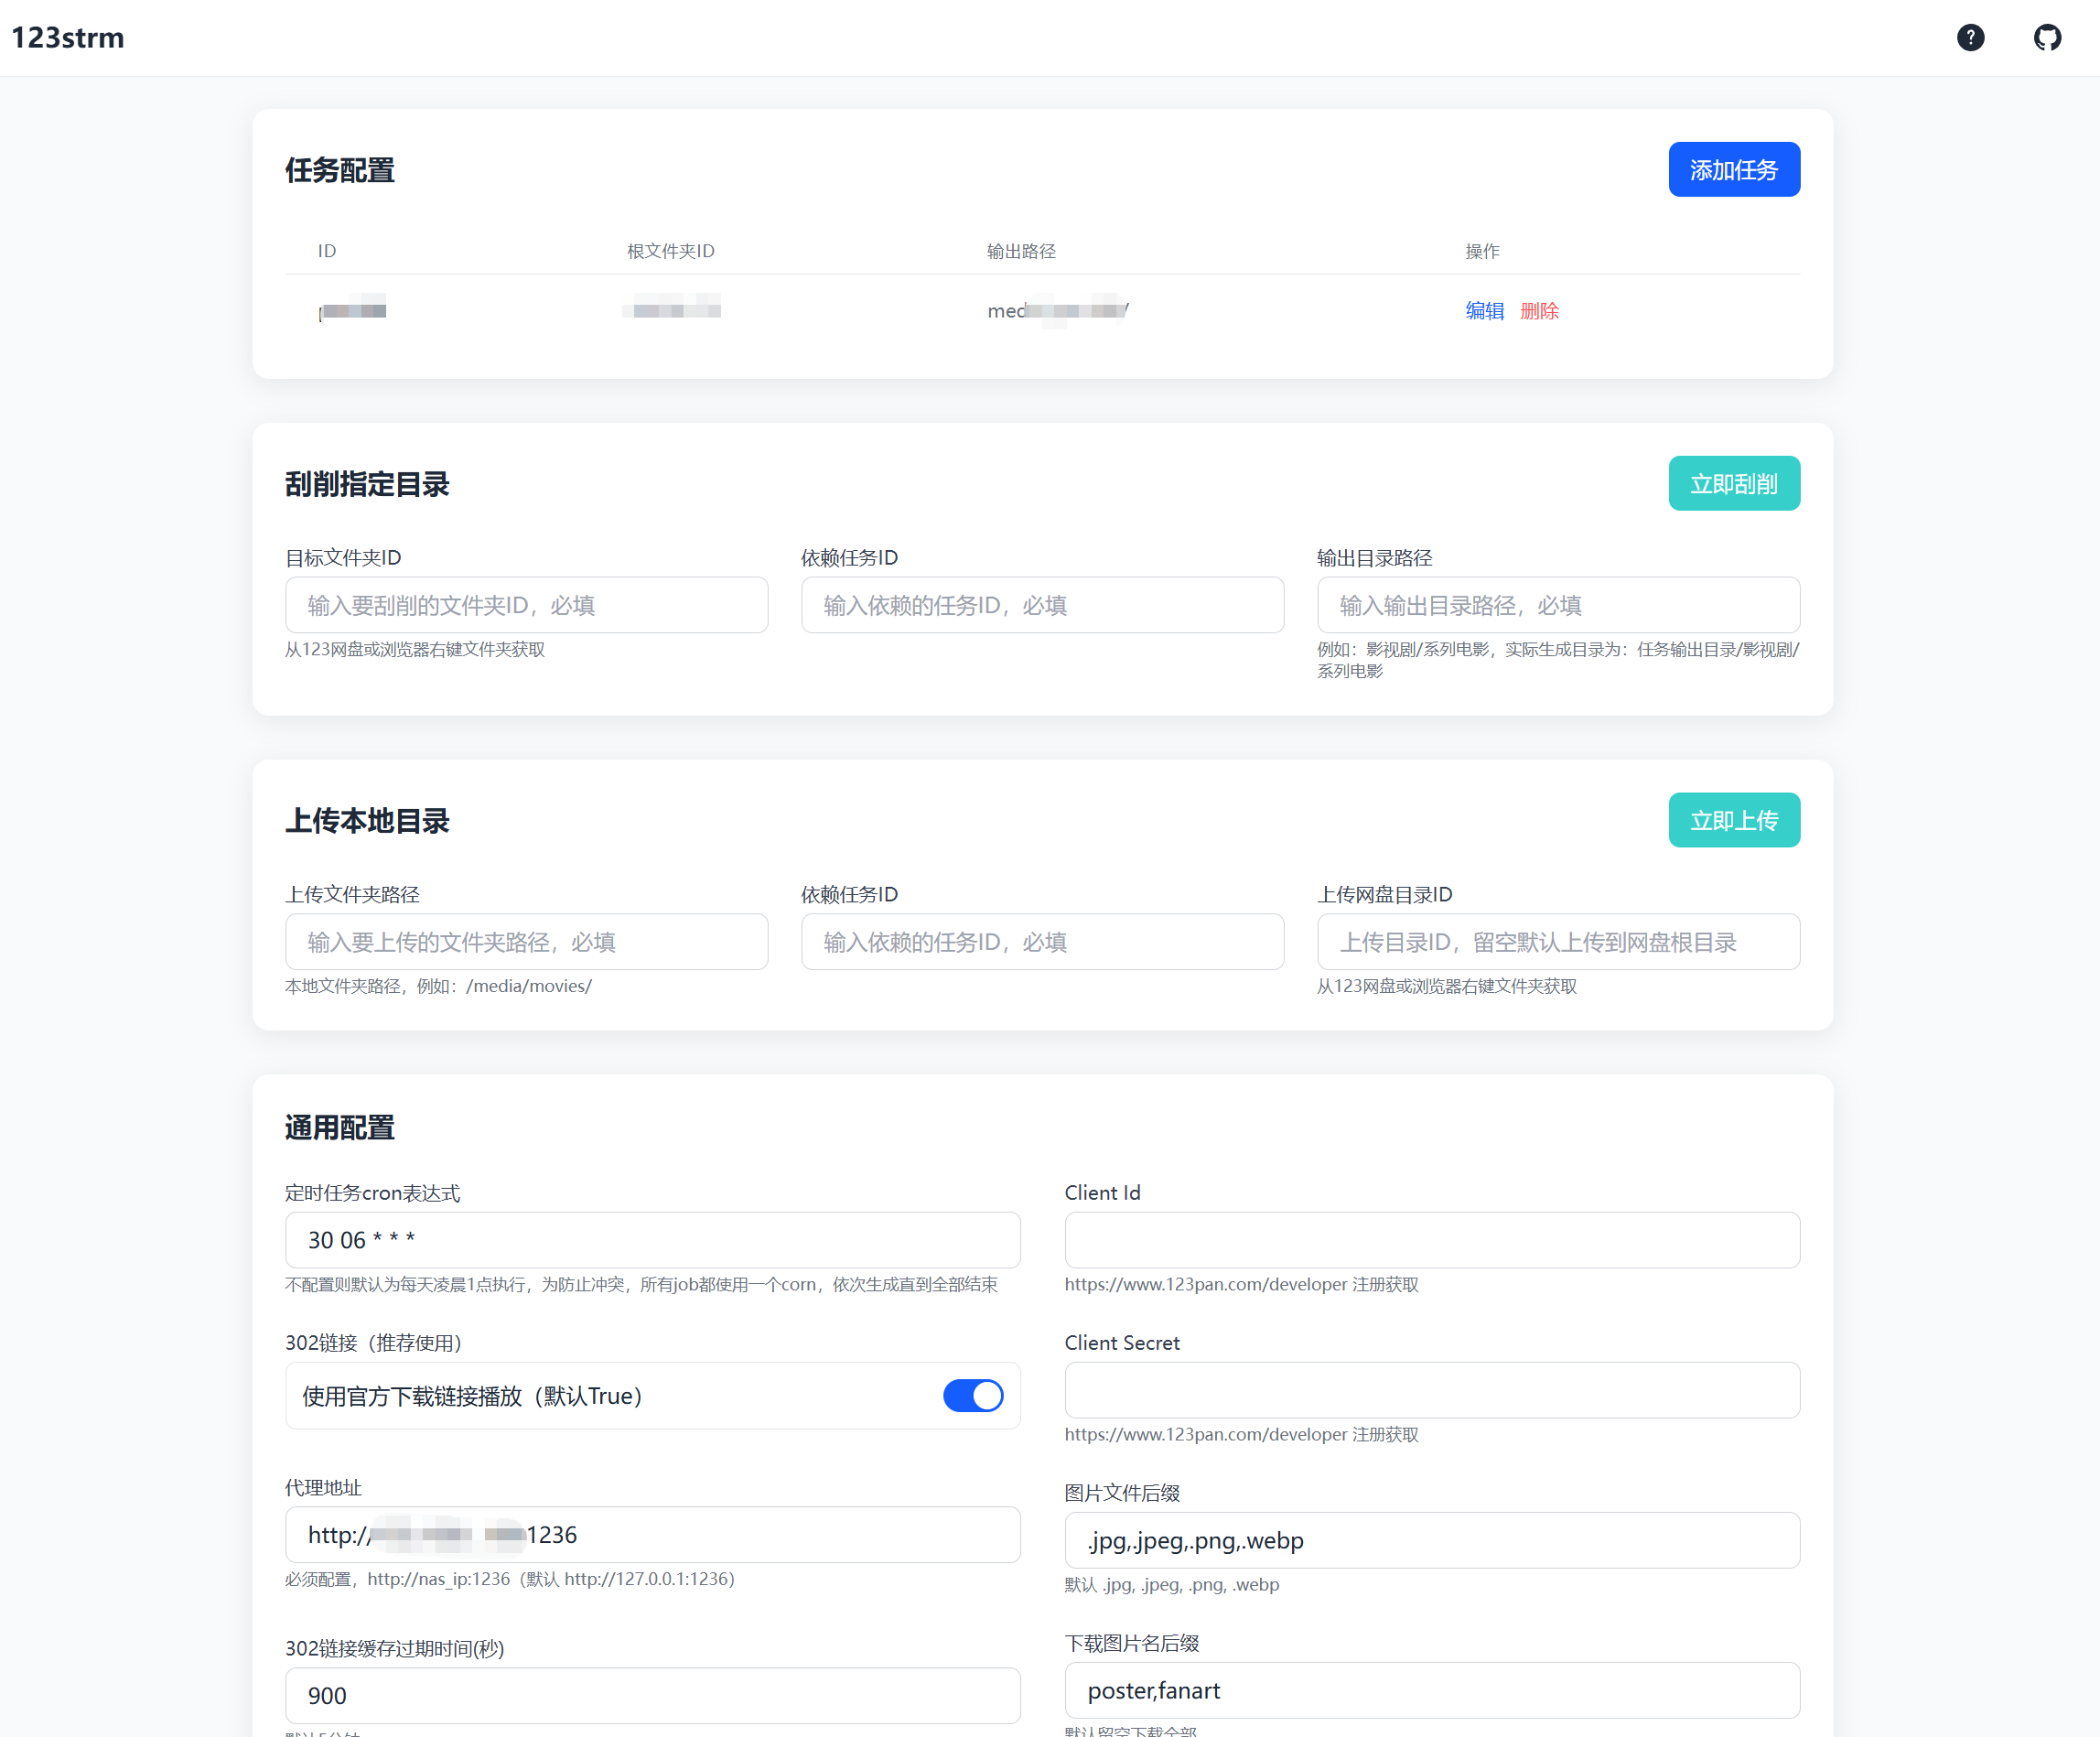 123strm
任务配置
添加任务
ID 根文件夹ID 输出路径 操作
med /
编辑 删除
刮削指定目录
立即刮削
目标文件夹ID 依赖任务ID 输出目录路径
输入要刮削的文件夹ID，必填 输入依赖的任务ID，必填 输入输出目录路径，必填
从123网盘或浏览器右键文件夹获取 例如：影视剧/系列电影，实际生成目录为：任务输出目录/影视剧/
系列电影
上传本地目录
立即上传
上传文件夹路径 依赖任务ID 上传网盘目录ID
输入要上传的文件夹路径，必填 输入依赖的任务ID，必填 上传目录ID，留空默认上传到网盘根目录
本地文件夹路径，例如：/media/movies/ 从123网盘或浏览器右键文件夹获取
通用配置
定时任务cron表达式 Client Id
30 06 * * *
不配置则默认为每天凌晨1点执行，为防止冲突，所有job都使用一个corn，依次生成直到全部结束 https://www.123pan.com/developer 注册获取
302链接（推荐使用） Client Secret
使用官方下载链接播放（默认True）
https://www.123pan.com/developer 注册获取
代理地址 图片文件后缀
http:// 1236 .jpg,.jpeg,.png,.webp
必须配置，http://nas_ip:1236（默认 http://127.0.0.1:1236） 默认 .jpg, .jpeg, .png, .webp
302链接缓存过期时间(秒) 下载图片名后缀
900 poster,fanart
默认5分钟 默认留空下载全部